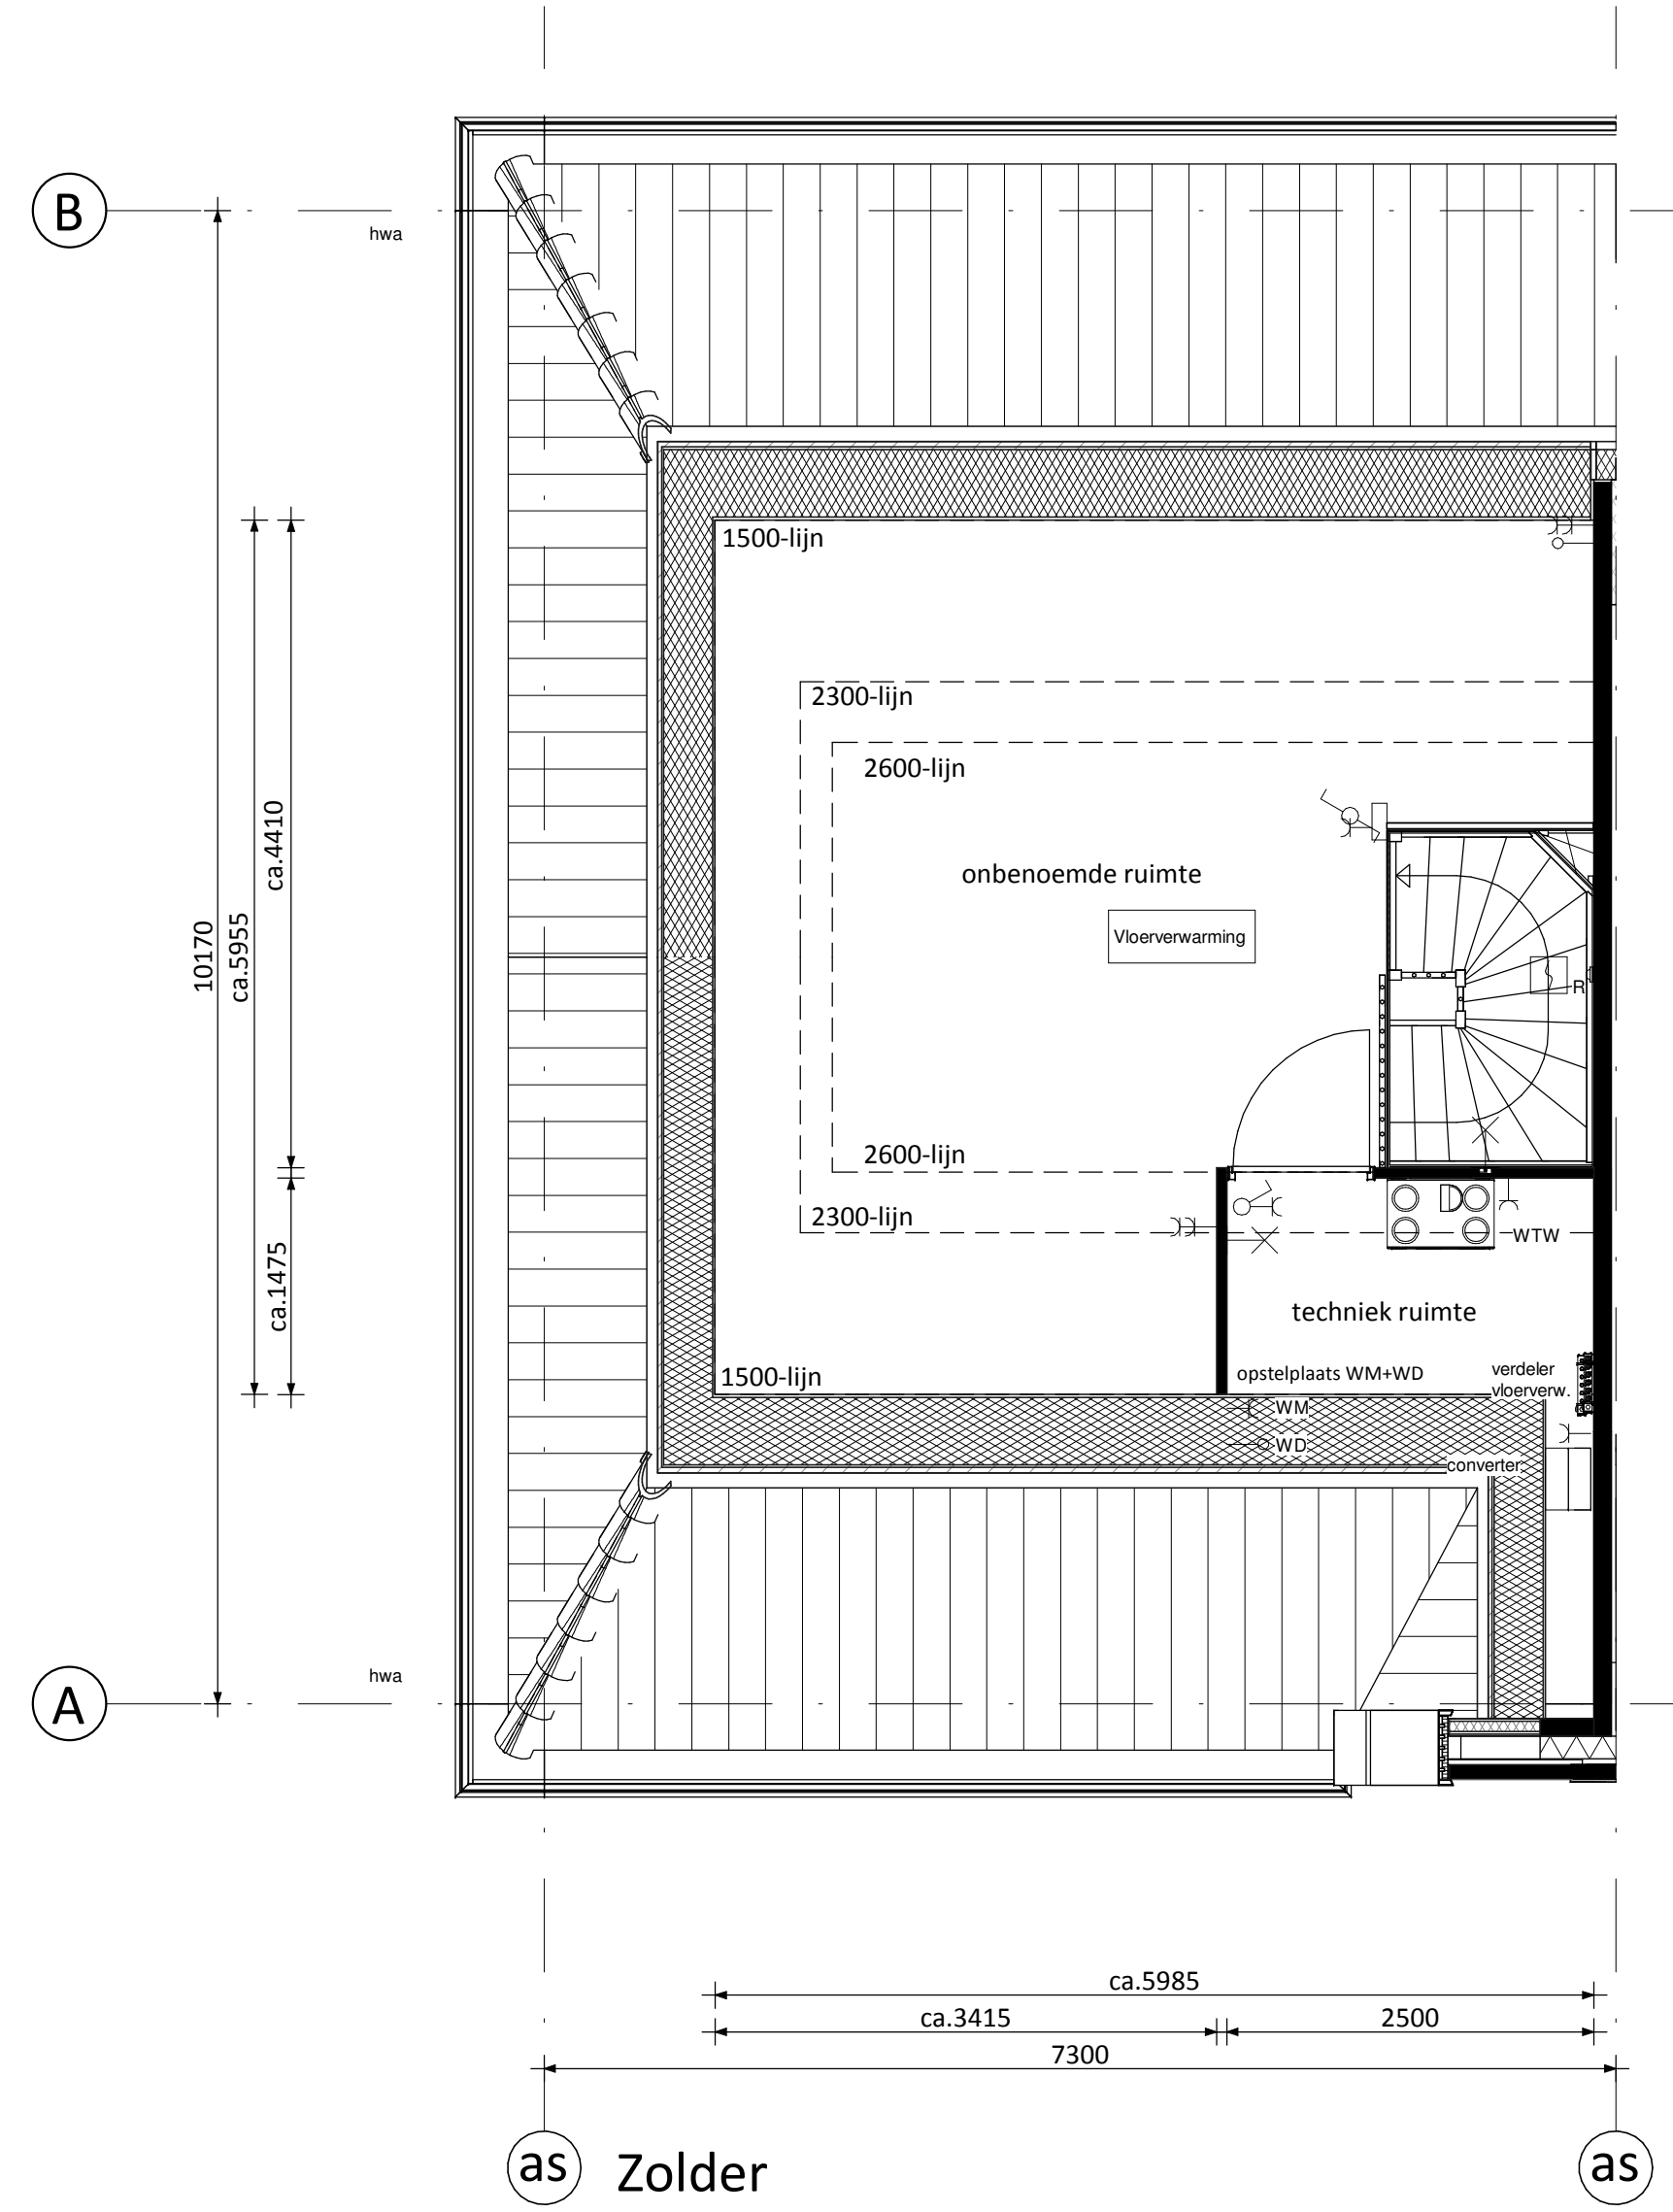 B
hwa
1500-lijn
2300-lijn
2600-lijn
ca.4410
onbenoemde ruimte
10170
ca.5955
Vloerverwarming
R
2600-lijn
2300-lijn
WTW
ca.1475
techniek ruimte
1500-lijn
opstelplaats WM+WD
verdeler
vloerverw.
WM
WD
converter
hwa
A
ca.5985
ca.3415
2500
7300
as
Zolder
as